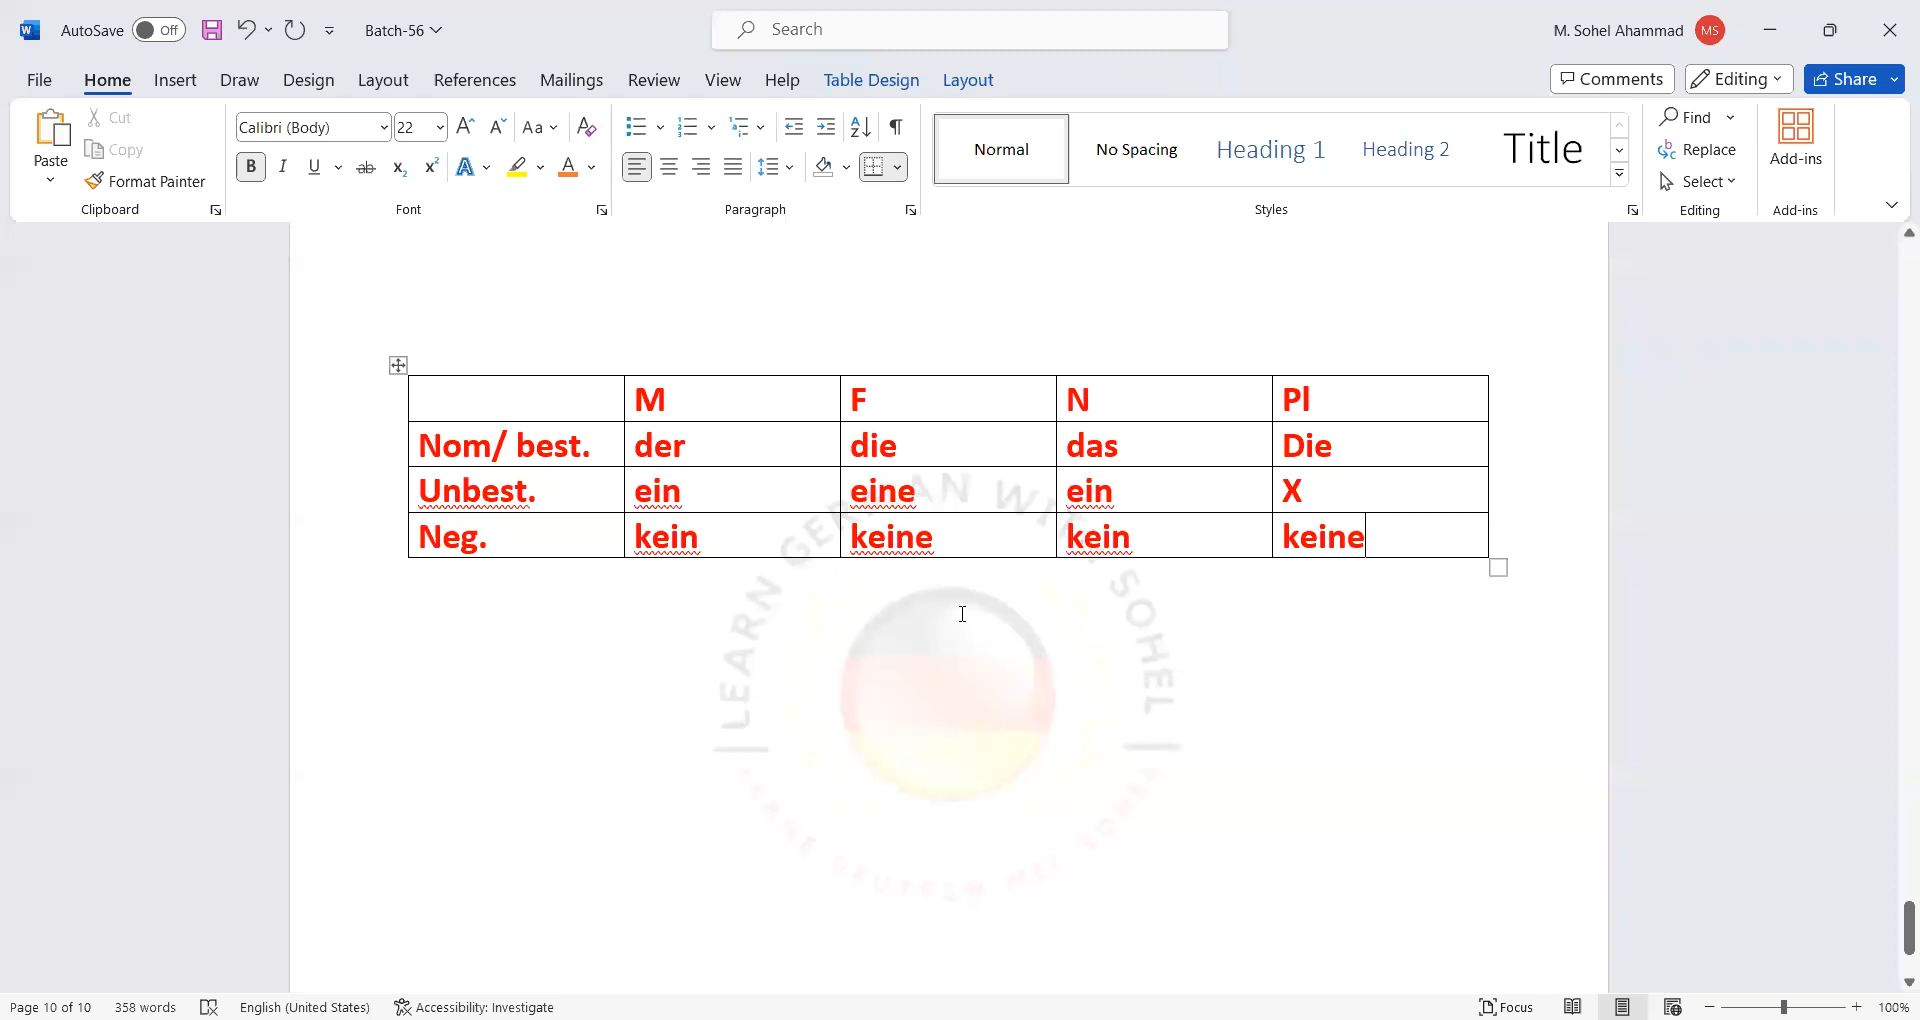 AutoSave Off Batch-56 Search M. Sohel Ahammad MS
File Home Insert Draw Design Layout References Mailings Review View Help Table Design Layout Comments Editing Share
Paste
Cut
Copy
Format Painter
Clipboard
Calibri (Body) 22
Font
Paragraph
Normal No Spacing Heading 1 Heading 2 Title
Styles
Find
Replace
Select
Editing
Add-ins
Add-ins
M F N Pl
Nom/ best. der die das Die
Unbest. ein eine ein X
Neg. kein keine kein keine
|LEARN GERMAN WITH SOHEL|
LERNE DEUTSCH MIT SOHEL
Page 10 of 10 358 words English (United States) Accessibility: Investigate Focus 100%